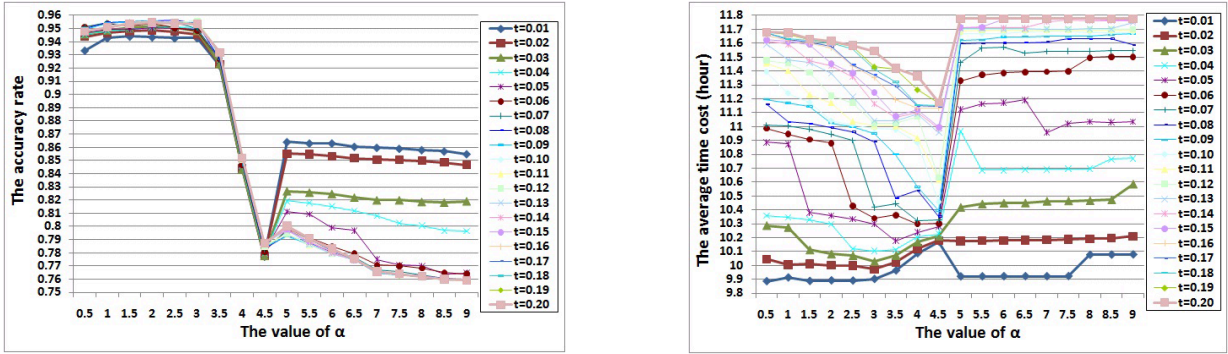 The accuracy rate
0.96
0.95
0.94
0.93
0.92
0.91
0.9
0.89
0.88
0.87
0.86
0.85
0.84
0.83
0.82
0.81
0.8
0.79
0.78
0.77
0.76
0.75
0.5 1 1.5 2 2.5 3 3.5 4 4.5 5 5.5 6 6.5 7 7.5 8 8.5 9
The value of α
t=0.01
t=0.02
t=0.03
t=0.04
t=0.05
t=0.06
t=0.07
t=0.08
t=0.09
t=0.10
t=0.11
t=0.12
t=0.13
t=0.14
t=0.15
t=0.16
t=0.17
t=0.18
t=0.19
t=0.20
The average time cost (hour)
11.8
11.7
11.6
11.5
11.4
11.3
11.2
11.1
11
10.9
10.8
10.7
10.6
10.5
10.4
10.3
10.2
10.1
10
9.9
9.8
0.5 1 1.5 2 2.5 3 3.5 4 4.5 5 5.5 6 6.5 7 7.5 8 8.5 9
The value of α
t=0.01
t=0.02
t=0.03
t=0.04
t=0.05
t=0.06
t=0.07
t=0.08
t=0.09
t=0.10
t=0.11
t=0.12
t=0.13
t=0.14
t=0.15
t=0.16
t=0.17
t=0.18
t=0.19
t=0.20